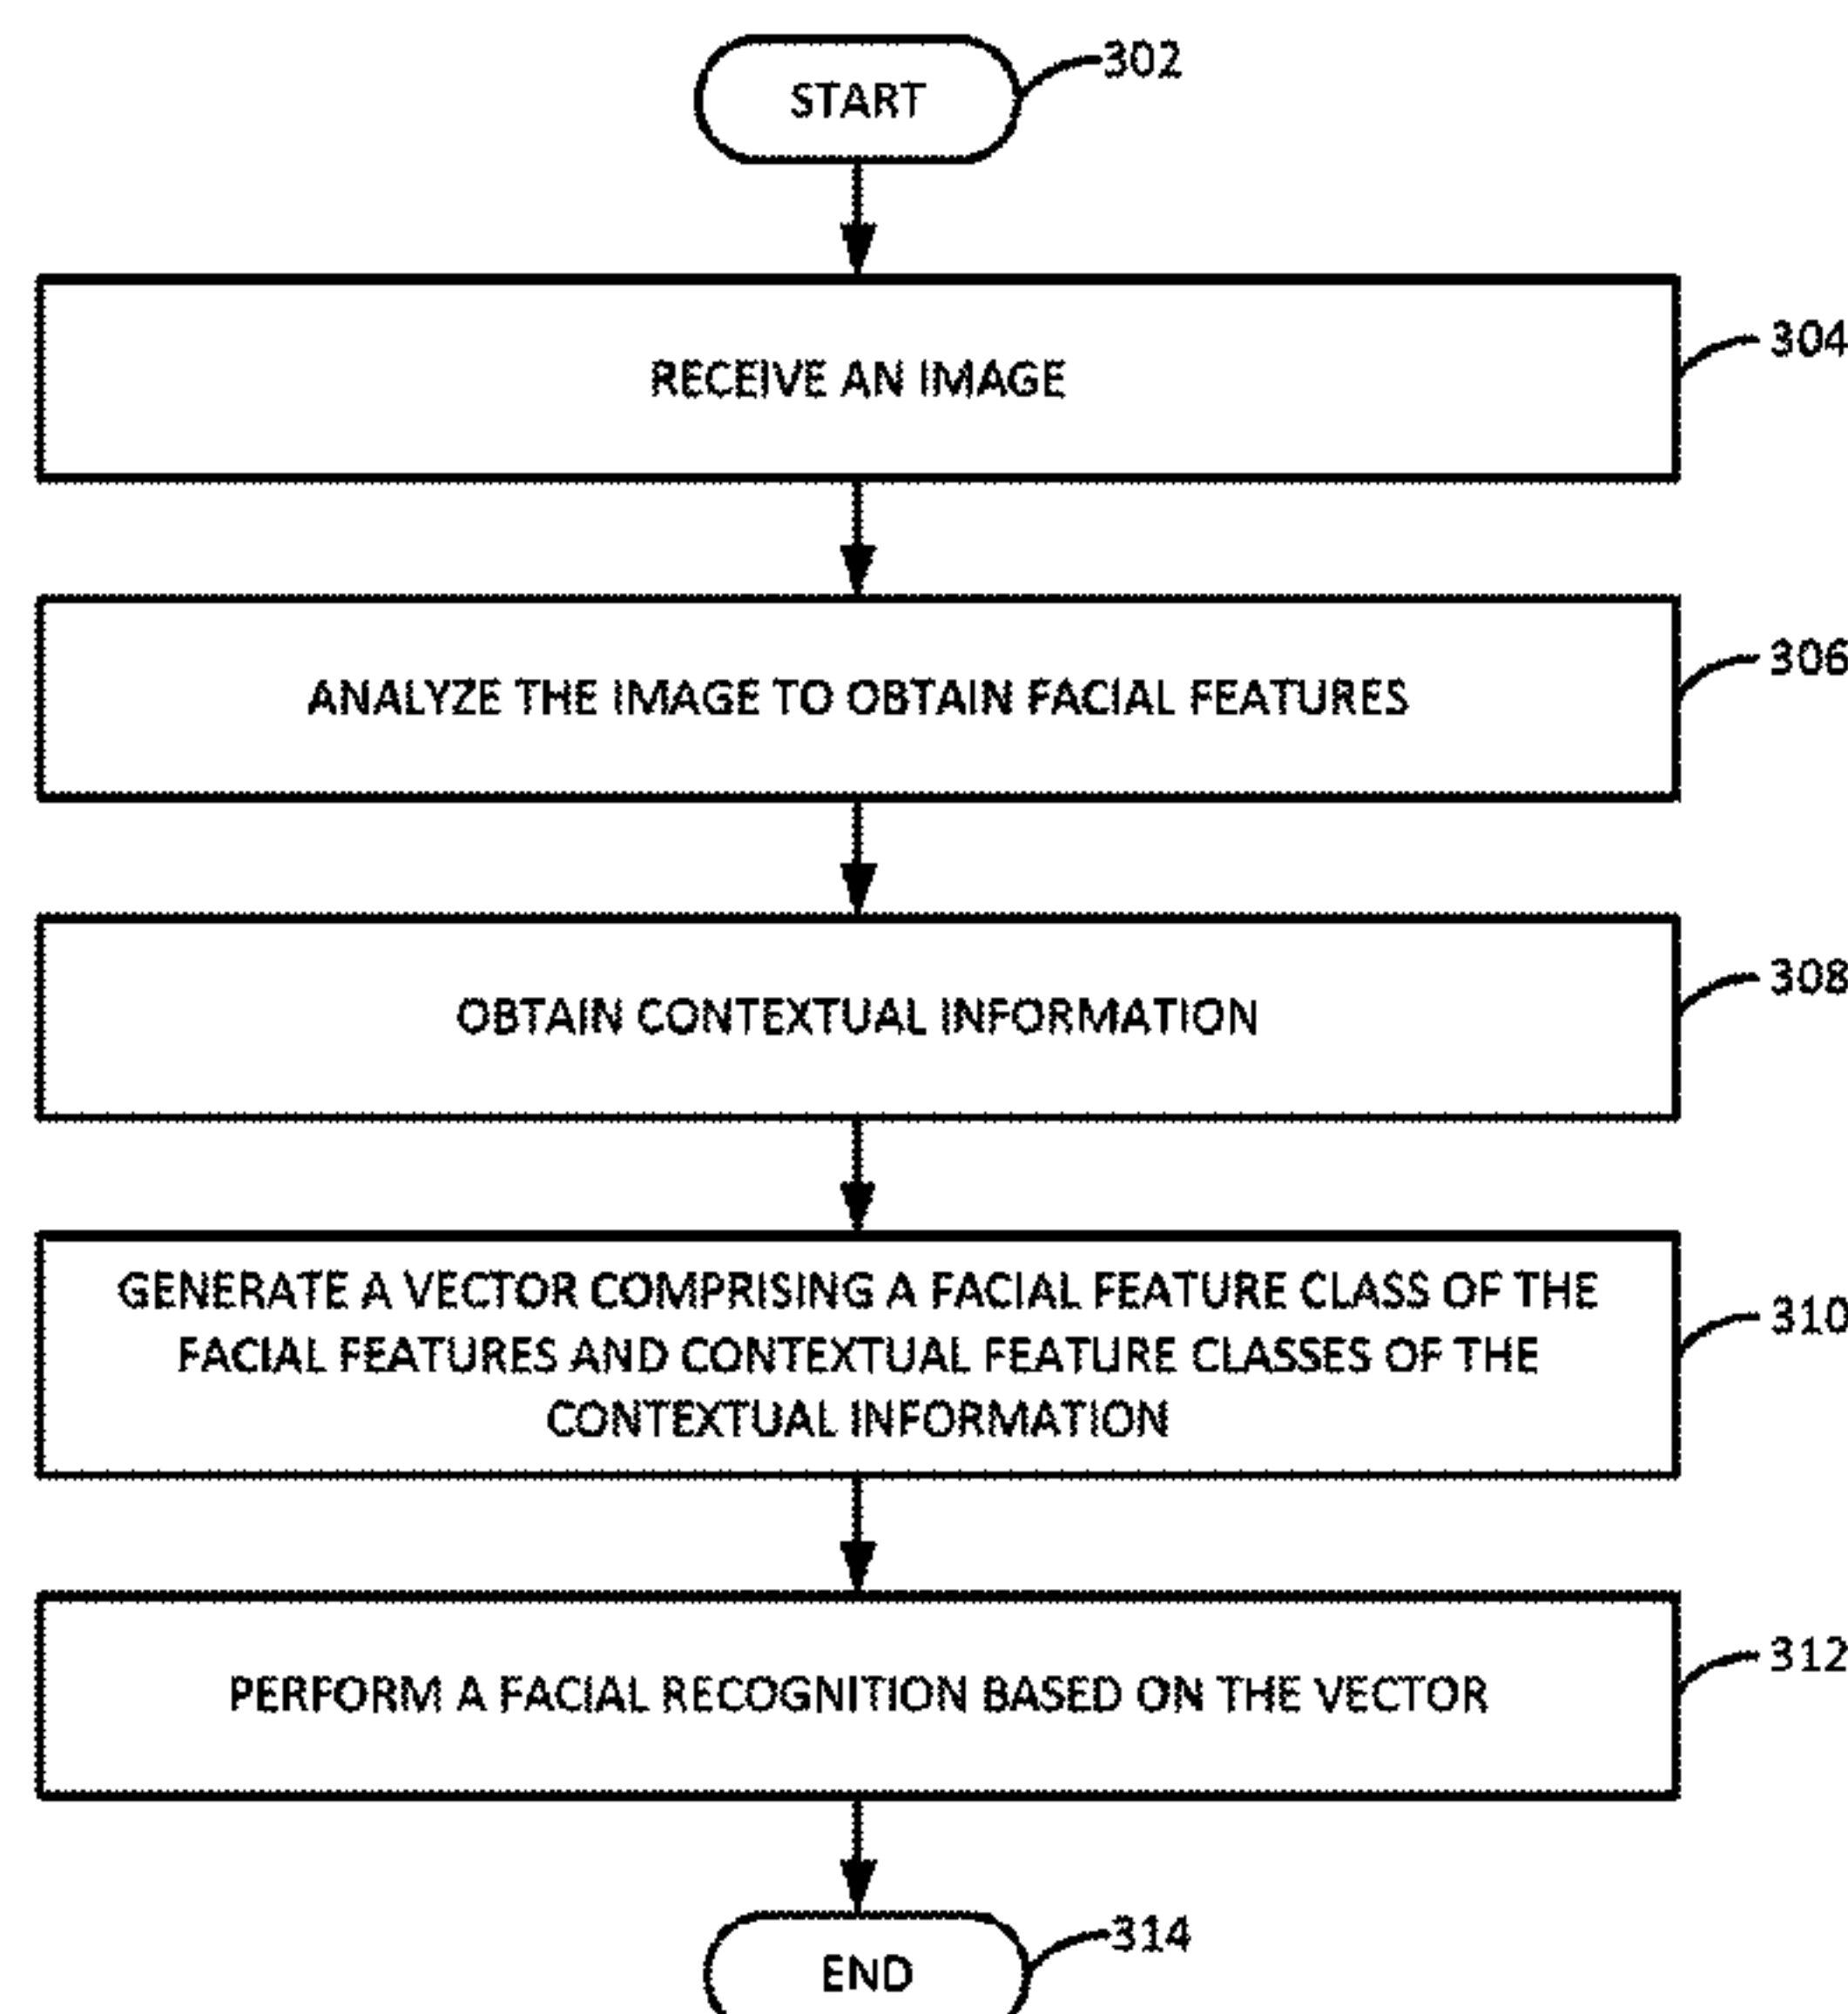 START
302
RECEIVE AN IMAGE
304
ANALYZE THE IMAGE TO OBTAIN FACIAL FEATURES
306
OBTAIN CONTEXTUAL INFORMATION
308
GENERATE A VECTOR COMPRISING A FACIAL FEATURE CLASS OF THE
FACIAL FEATURES AND CONTEXTUAL FEATURE CLASSES OF THE
CONTEXTUAL INFORMATION
310
PERFORM A FACIAL RECOGNITION BASED ON THE VECTOR
312
END
314